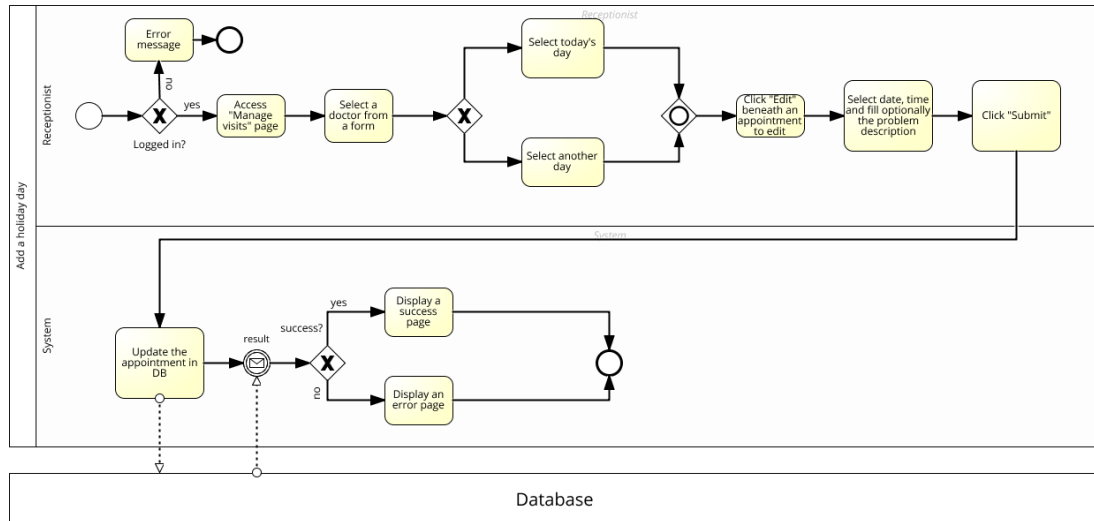 Receptionist
Error
message
no
yes
Logged in?
Access
"Manage
visits" page
Select a
doctor from
a form
Select today's
day
Select another
day
Click "Edit"
beneath an
appointment
to edit
Select date, time
and fill optionally
the problem
description
Click "Submit"
Receptionist
Add a holiday day
System
System
Update the
appointment in
DB
result
success?
yes
no
Display a
success
page
Display an
error page
Database